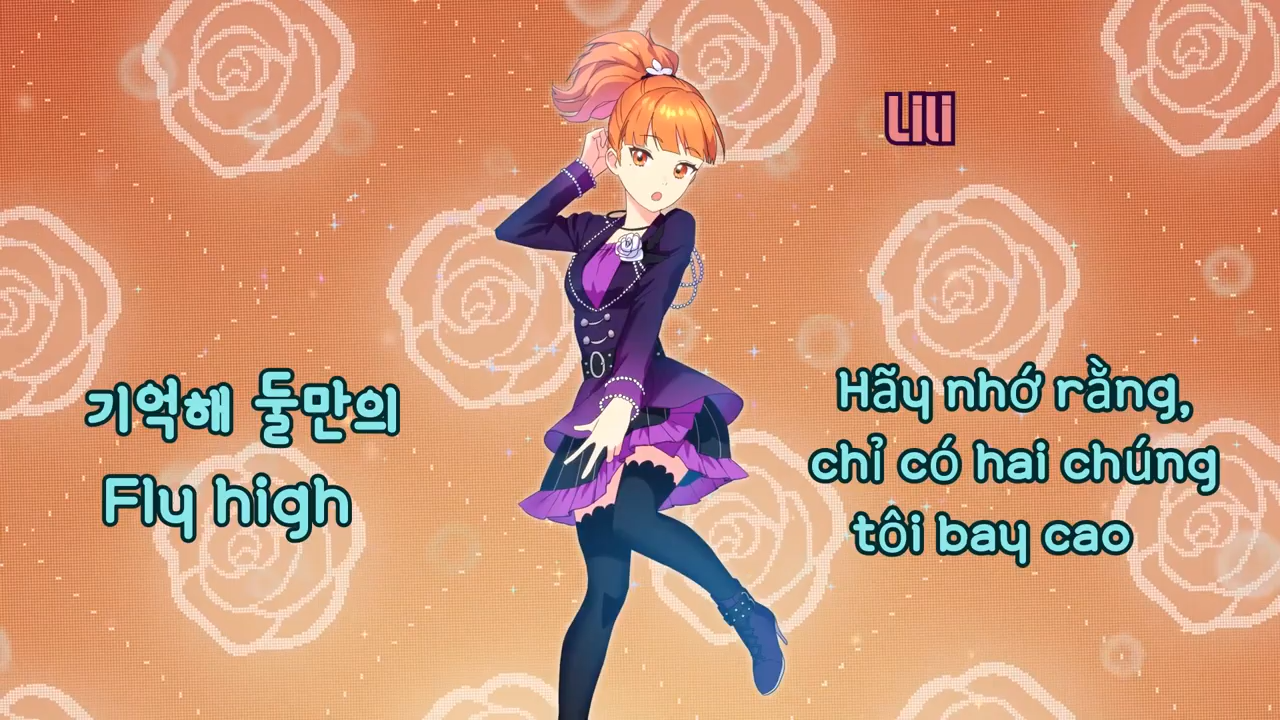 Lili
기억해 둘만의
Fly high
Hãy nhớ rằng,
chỉ có hai chúng
tôi bay cao